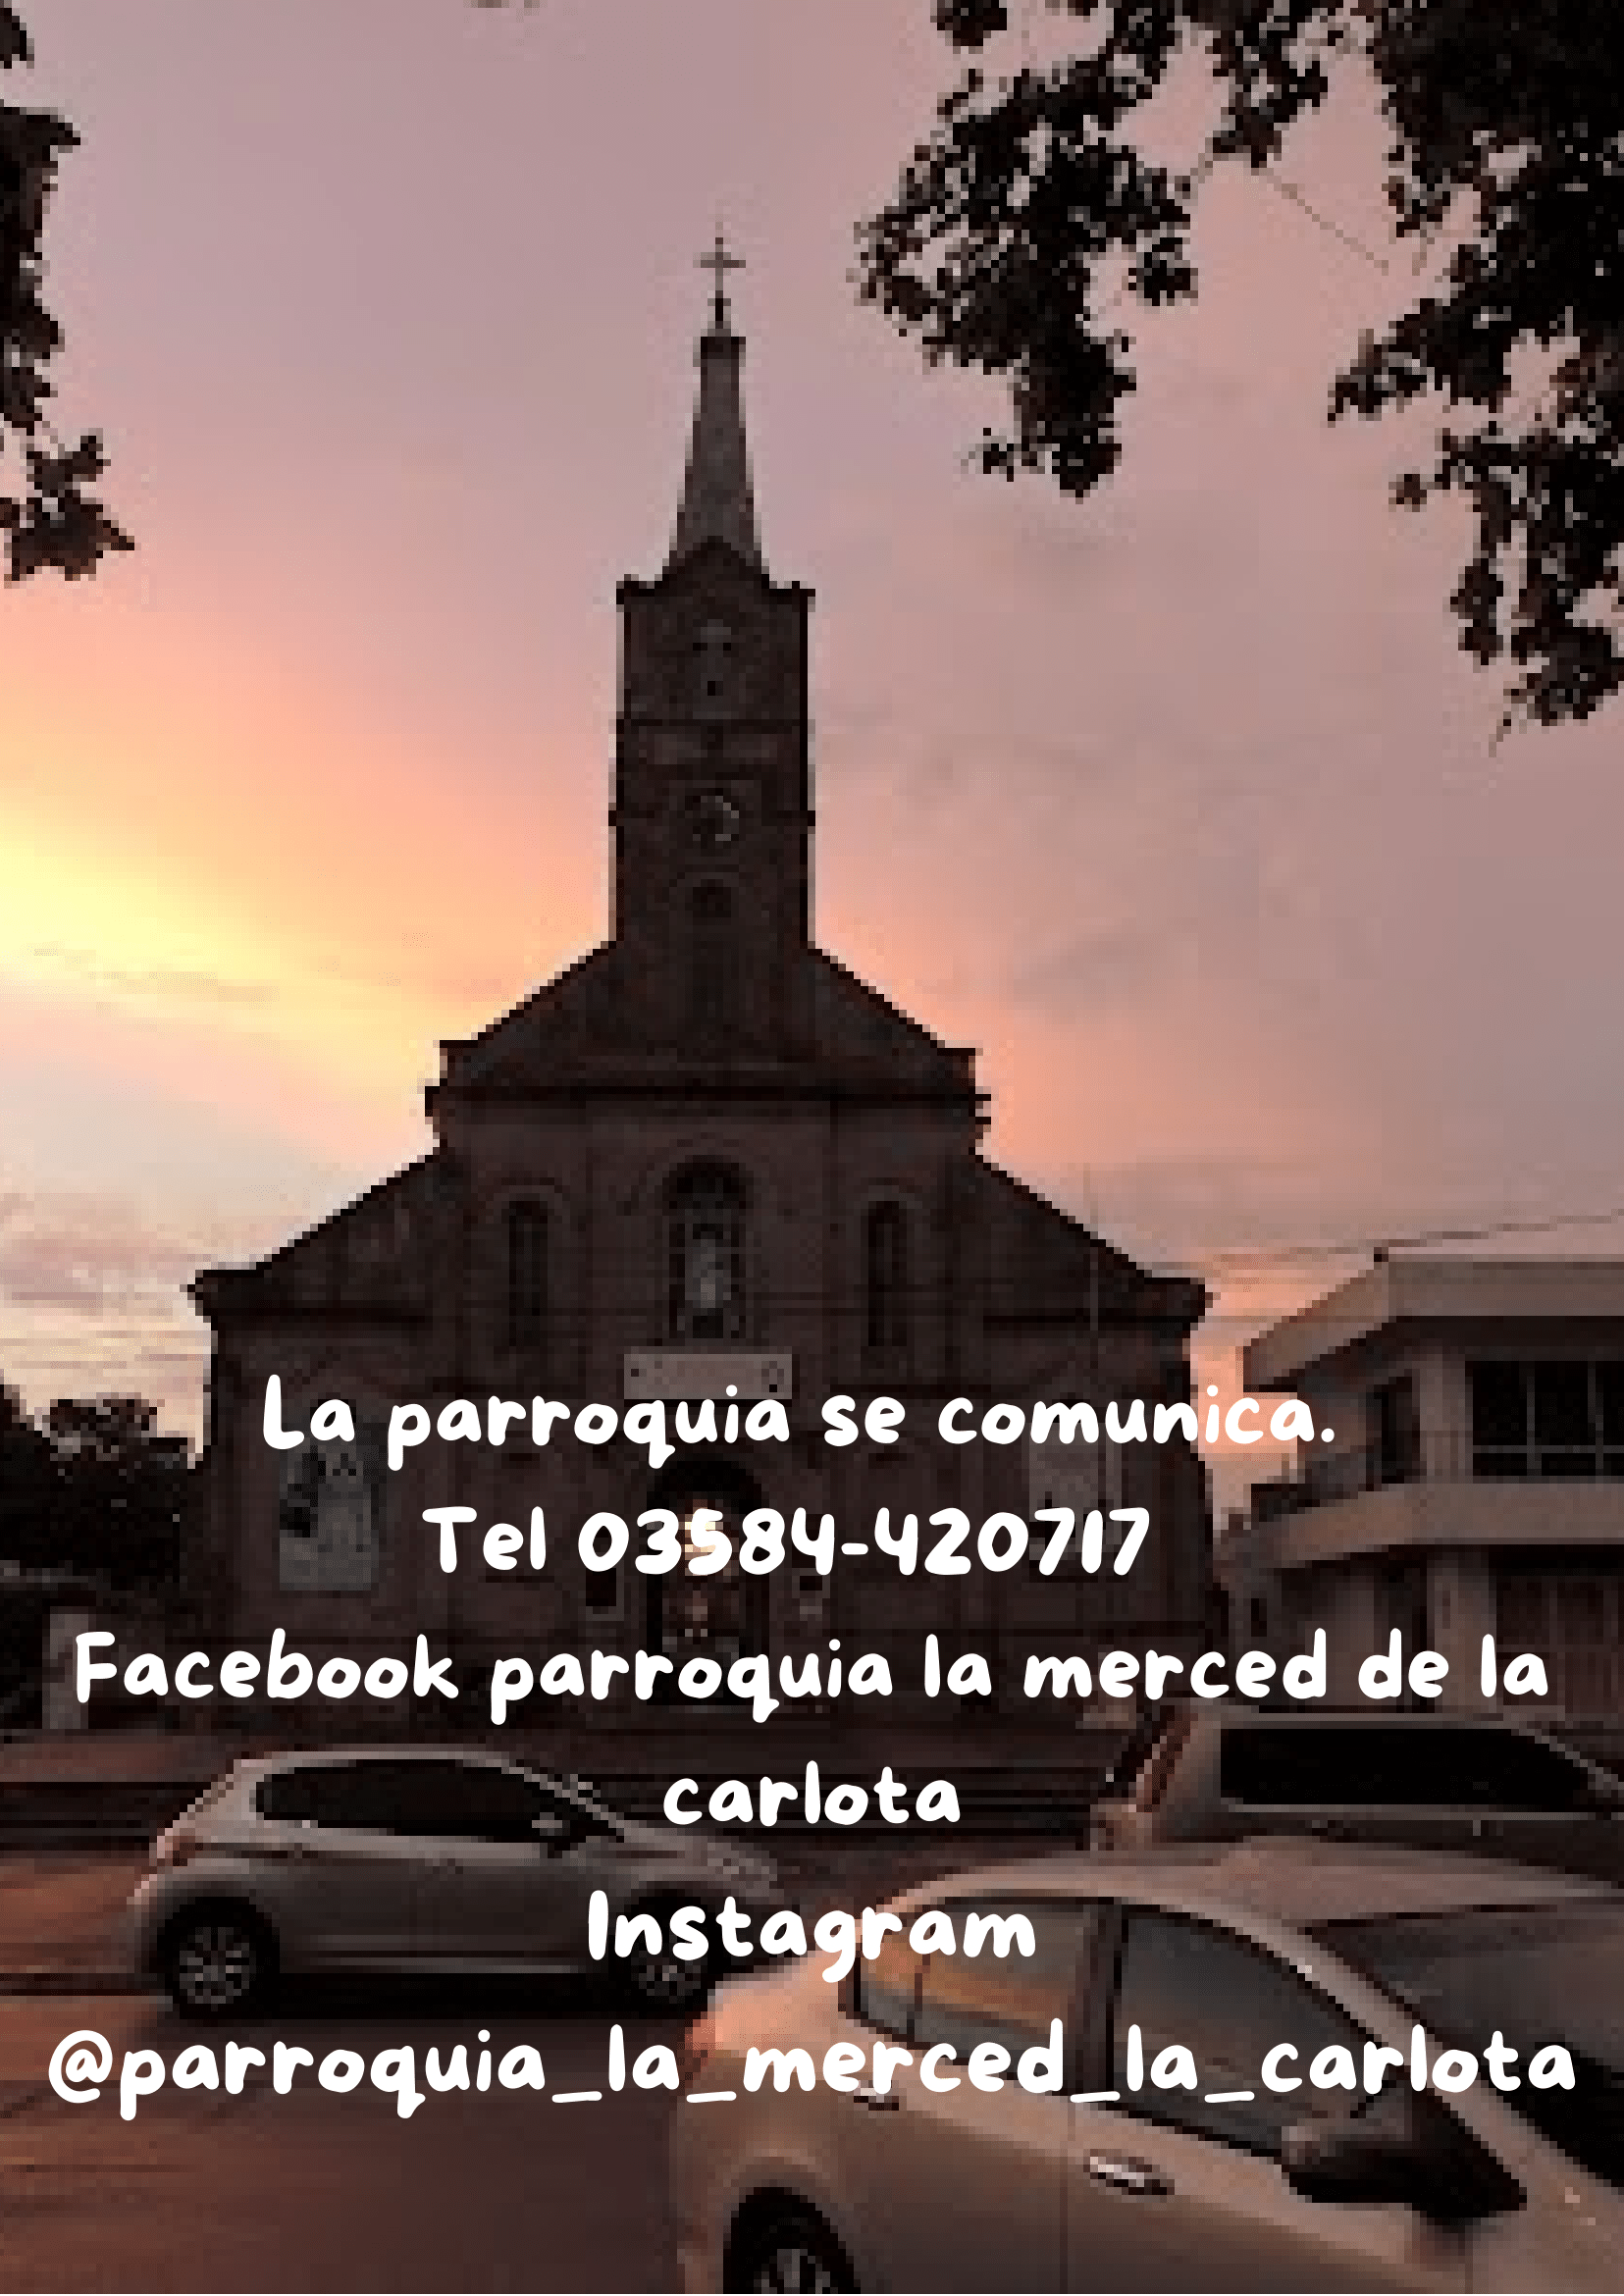 La parroquia se comunica.
Tel 03584-420717
Facebook parroquia la merced de la
carlota
Instagram
@parroquia_la_merced_la_carlota